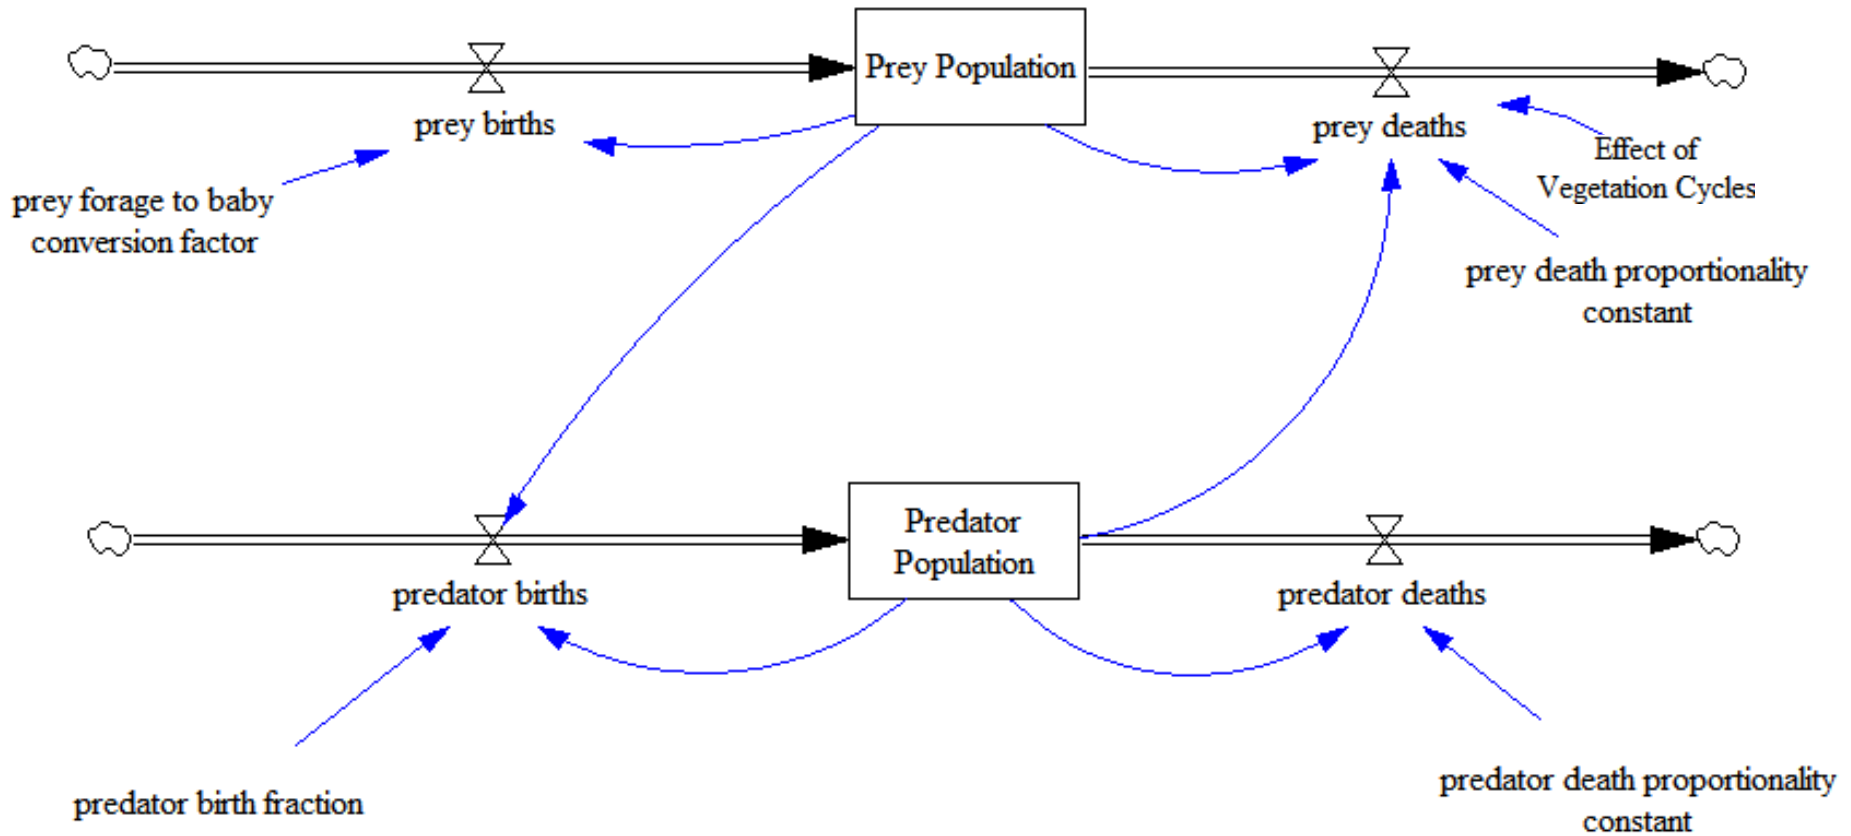 Prey Population
prey births
prey deaths
Effect of
Vegetation Cycles
prey forage to baby
conversion factor
prey death proportionality
constant
Predator
Population
predator births
predator deaths
predator birth fraction
predator death proportionality
constant